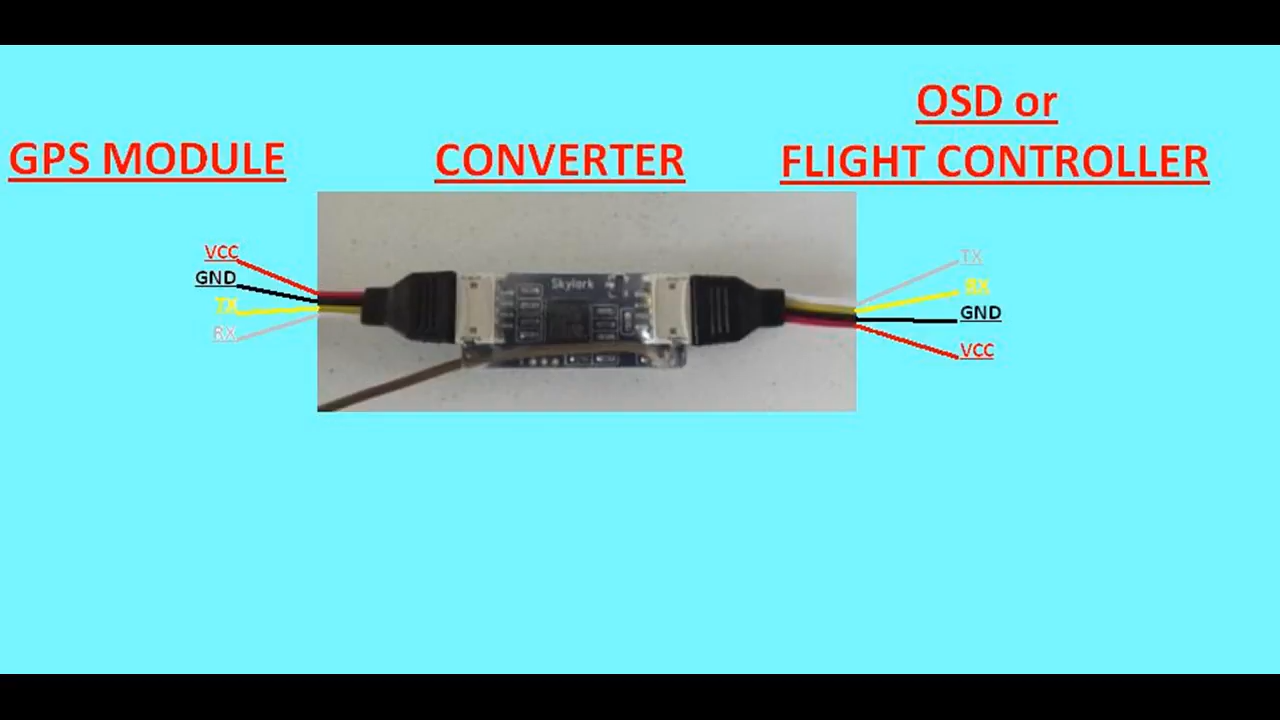 OSD or
GPS MODULE
CONVERTER
FLIGHT CONTROLLER
VCC
GND
TX
RX
Skylark
TX
RX
GND
VCC